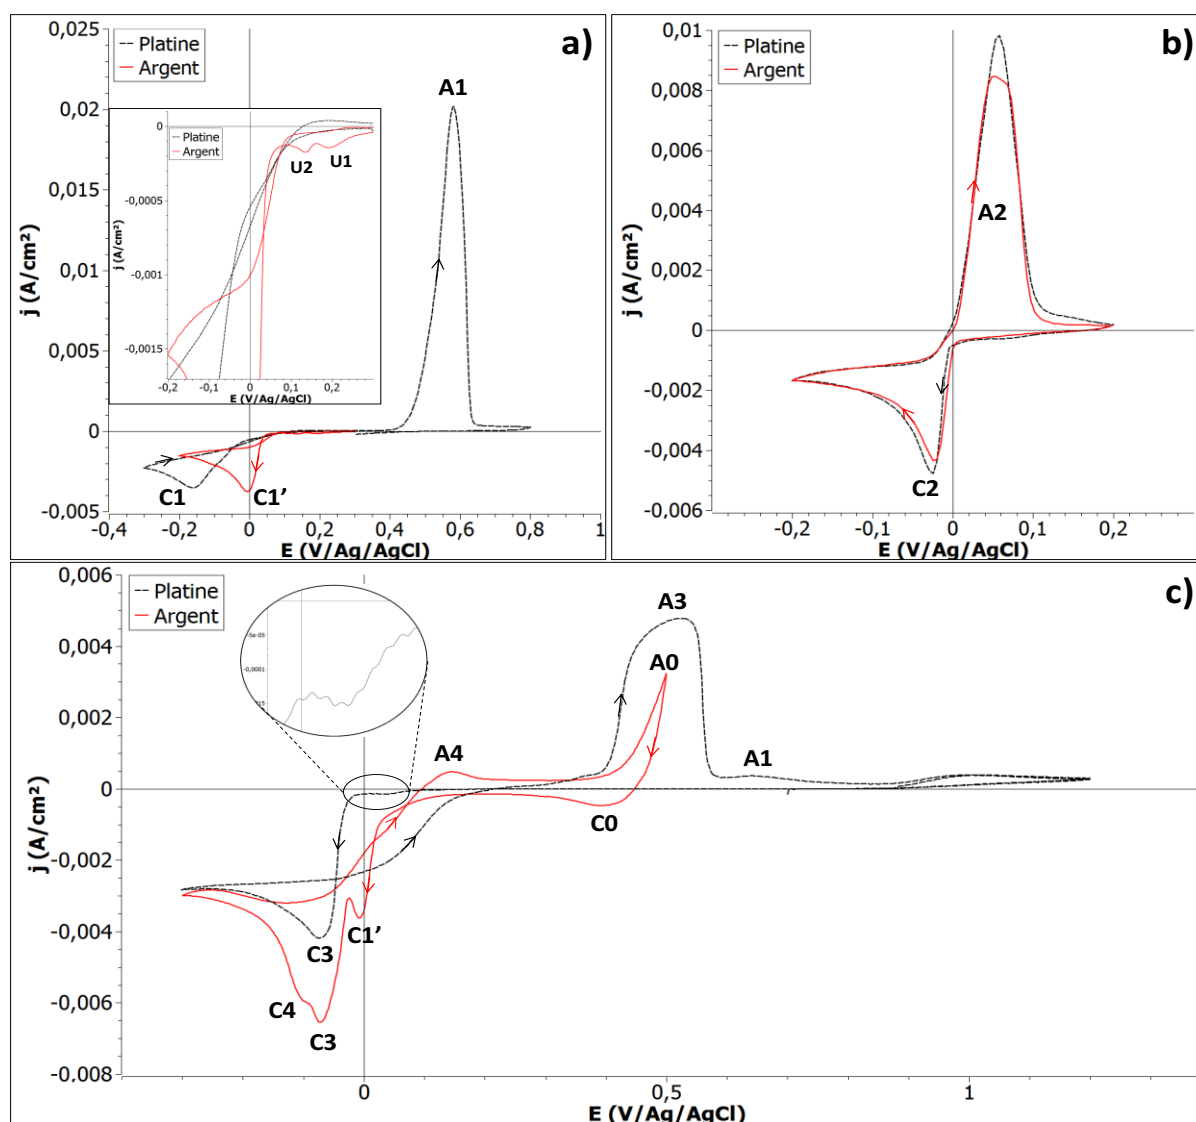 a)
Platine
Argent
A1
0,025
0,02
0,015
0,01
0,005
0
-0,005
j (A/cm²)
Platine
Argent
U2
U1
0
-0,0005
-0,001
-0,0015
j (A/cm²)
-0,2
-0,1
0
0,1
0,2
E (V/Ag/AgCl)
C1
C1’
-0,4
-0,2
0
0,2
0,4
0,6
0,8
1
E (V/Ag/AgCl)
b)
Platine
Argent
A2
C2
0,01
0,008
0,006
0,004
0,002
0
-0,002
-0,004
-0,006
j (A/cm²)
-0,2
-0,1
0
0,1
0,2
E (V/Ag/AgCl)
c)
Platine
Argent
-5e-05
-0,0001
A3
A0
A4
A1
C0
C1’
C3
C4
C3
0,006
0,004
0,002
0
-0,002
-0,004
-0,006
-0,008
j (A/cm²)
0
0,5
1
E (V/Ag/AgCl)